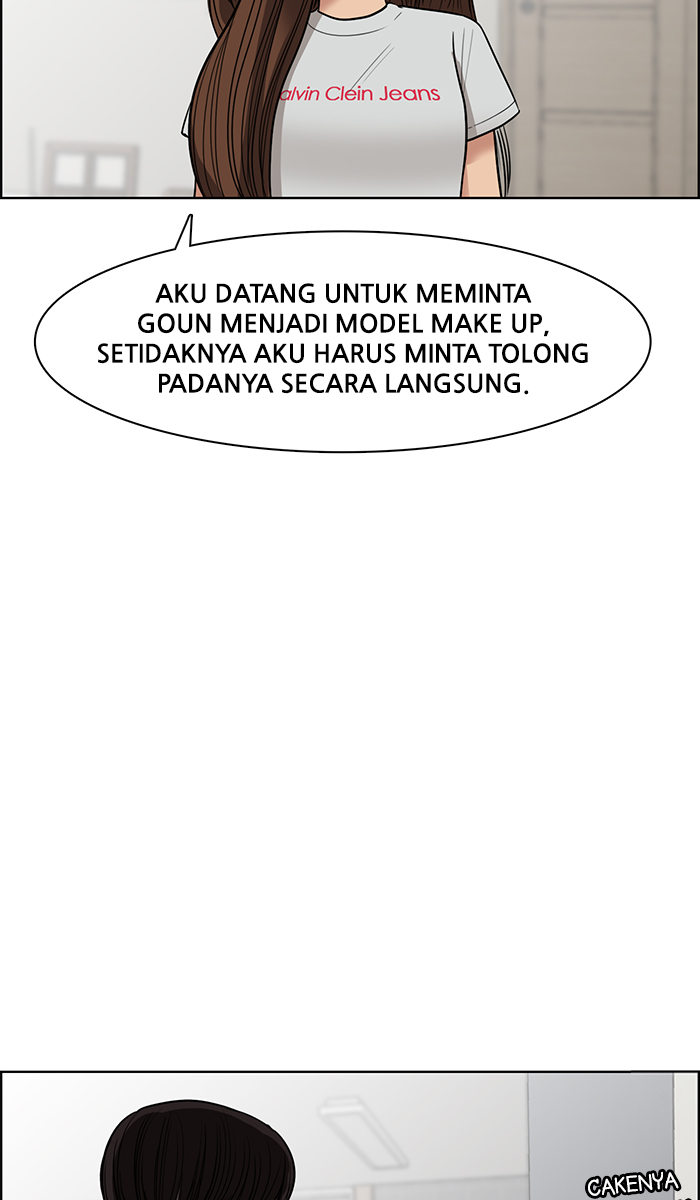 alvin Clein Jeans
AKU DATANG UNTUK MEMINTA
GOUN MENJADI MODEL MAKE UP,
SETIDAKNYA AKU HARUS MINTA TOLONG
PADANYA SECARA LANGSUNG.
CAKENYA